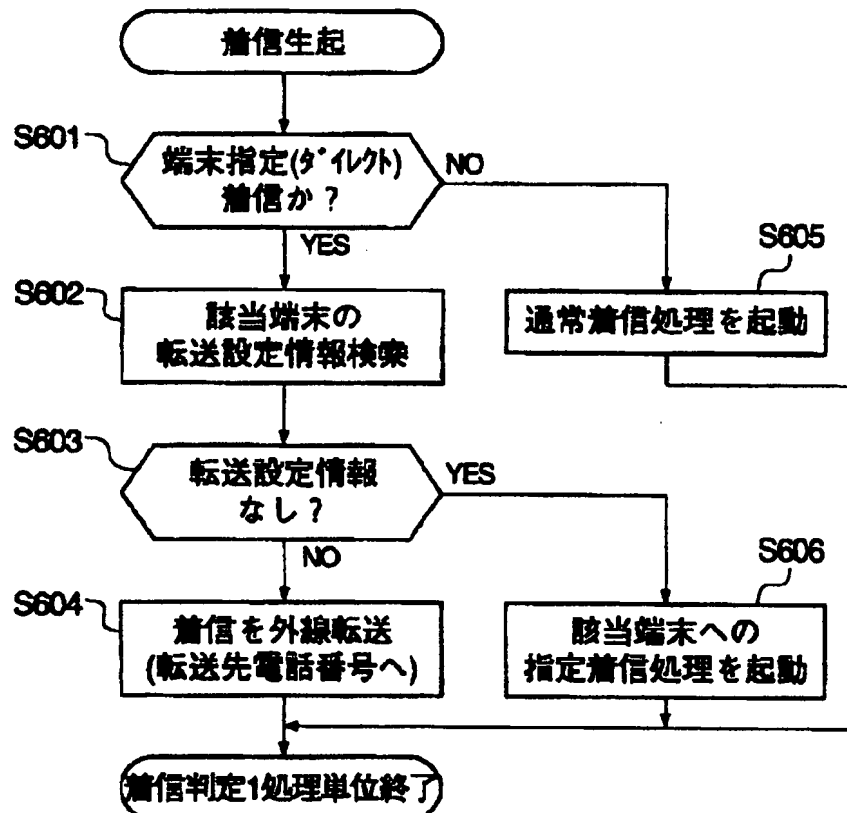 着信生起
S601
端末指定(ダイレクト)
着信か?
NO
YES
S605
S602
該当端末の
転送設定情報検索
通常着信処理を起動
S603
転送設定情報
なし?
YES
NO
S606
S604
着信を外線転送
(転送先電話番号へ)
該当端末への
指定着信処理を起動
着信判定1処理単位終了